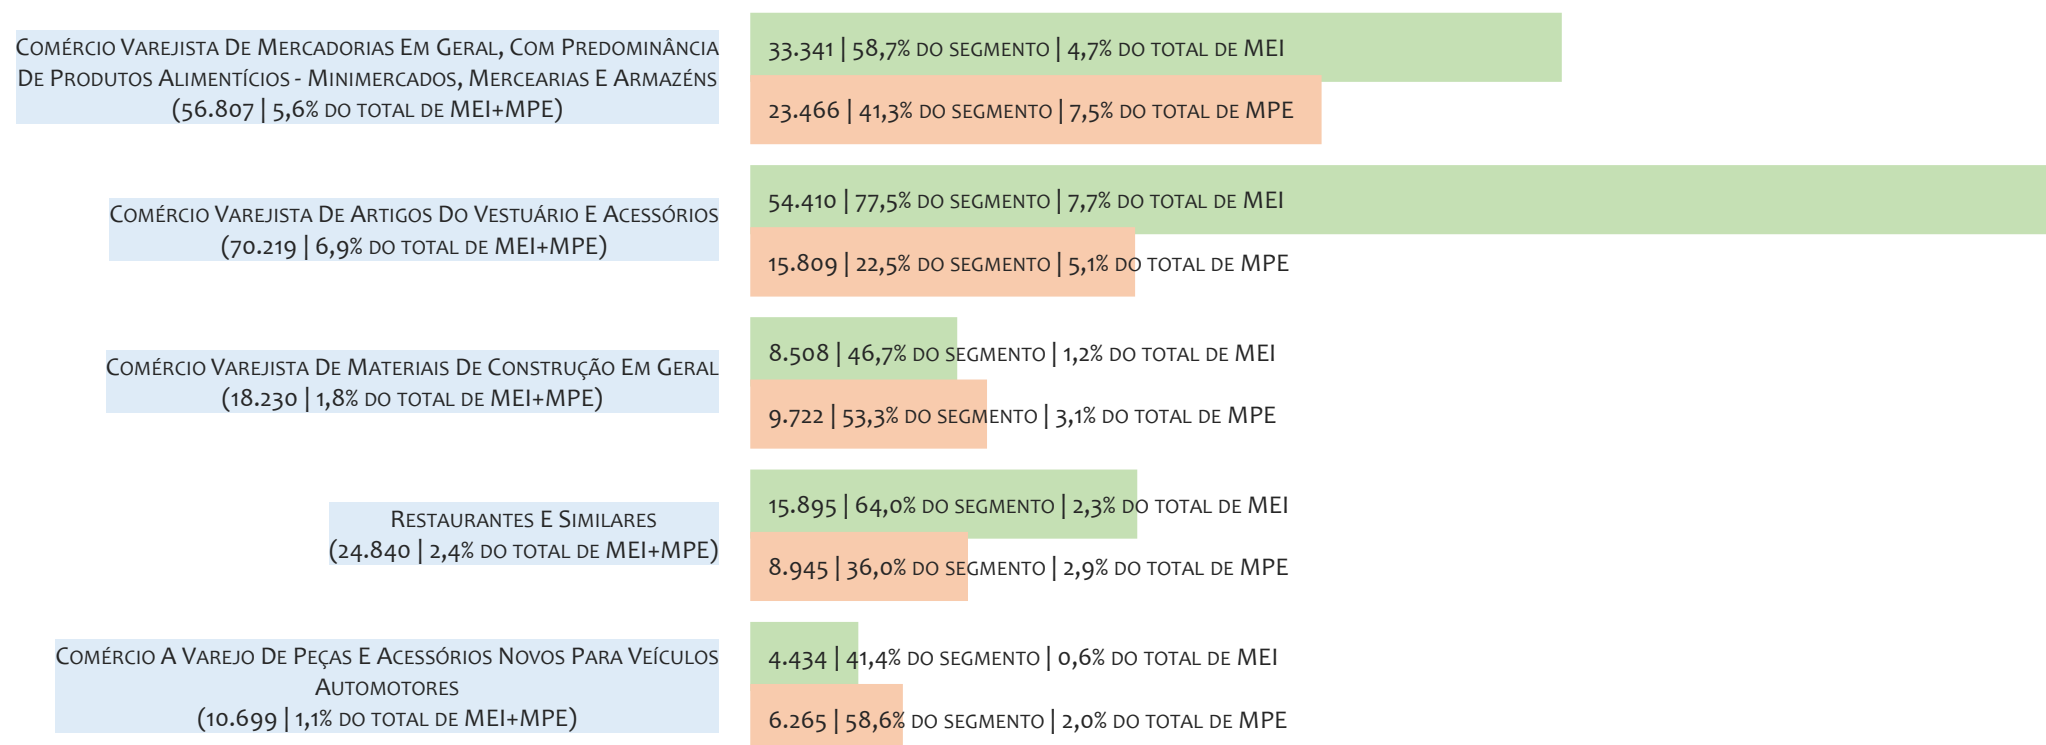 Comércio Varejista De Mercadorias Em Geral, Com Predominância
De Produtos Alimentícios - Minimercados, Mercearias E Armazéns
(56.807 | 5,6% do total de MEI+MPE)
33.341 | 58,7% do segmento | 4,7% do total de MEI
23.466 | 41,3% do segmento | 7,5% do total de MPE
Comércio Varejista De Artigos Do Vestuário E Acessórios
(70.219 | 6,9% do total de MEI+MPE)
54.410 | 77,5% do segmento | 7,7% do total de MEI
15.809 | 22,5% do segmento | 5,1% do total de MPE
Comércio Varejista De Materiais De Construção Em Geral
(18.230 | 1,8% do total de MEI+MPE)
8.508 | 46,7% do segmento | 1,2% do total de MEI
9.722 | 53,3% do segmento | 3,1% do total de MPE
Restaurantes E Similares
(24.840 | 2,4% do total de MEI+MPE)
15.895 | 64,0% do segmento | 2,3% do total de MEI
8.945 | 36,0% do segmento | 2,9% do total de MPE
Comércio A Varejo De Peças E Acessórios Novos Para Veículos
Automotores
(10.699 | 1,1% do total de MEI+MPE)
4.434 | 41,4% do segmento | 0,6% do total de MEI
6.265 | 58,6% do segmento | 2,0% do total de MPE